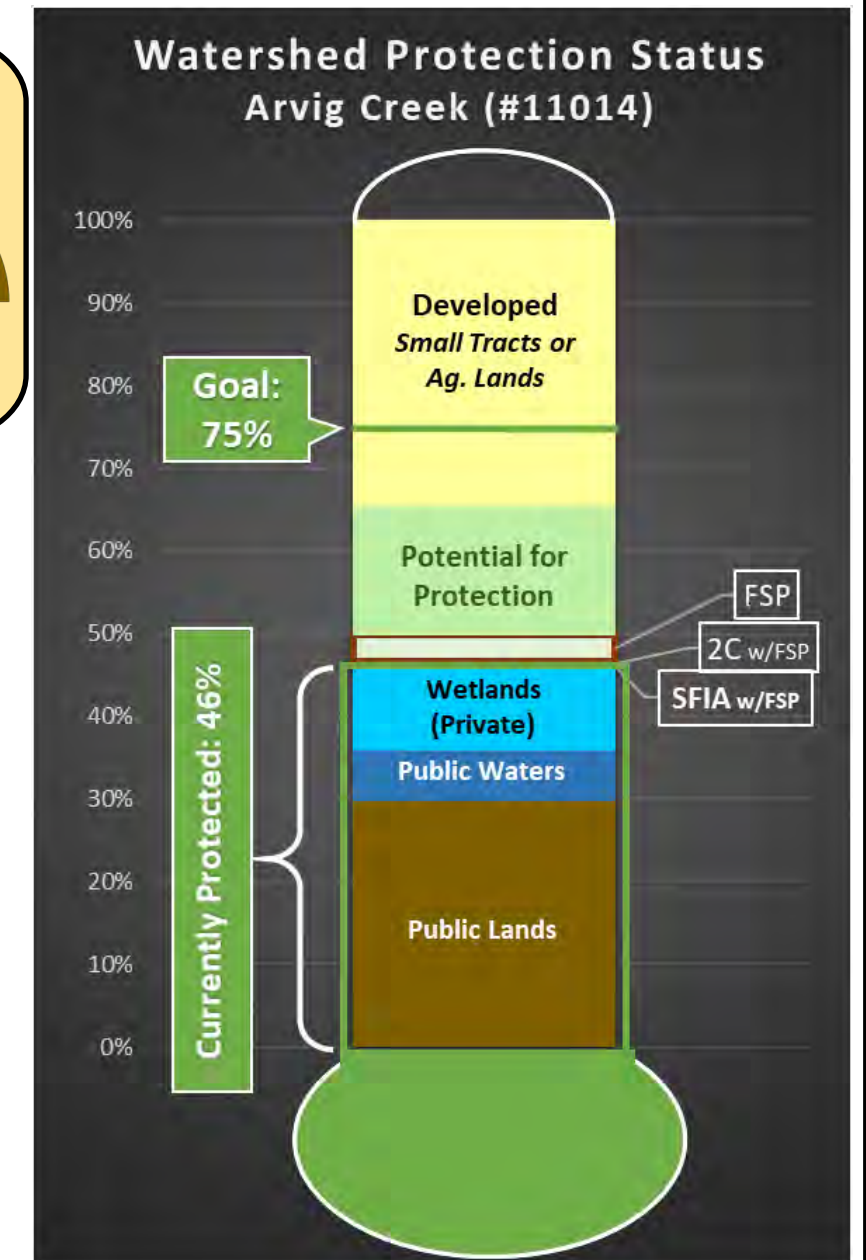 Watershed Protection Status
Arvig Creek (#11014)
100%
90%
80%
70%
60%
50%
40%
30%
20%
10%
0%
Goal:
75%
Currently Protected: 46%
Developed
Small Tracts or
Ag. Lands
Potential for
Protection
FSP
2C w/FSP
SFIA w/FSP
Wetlands
(Private)
Public Waters
Public Lands